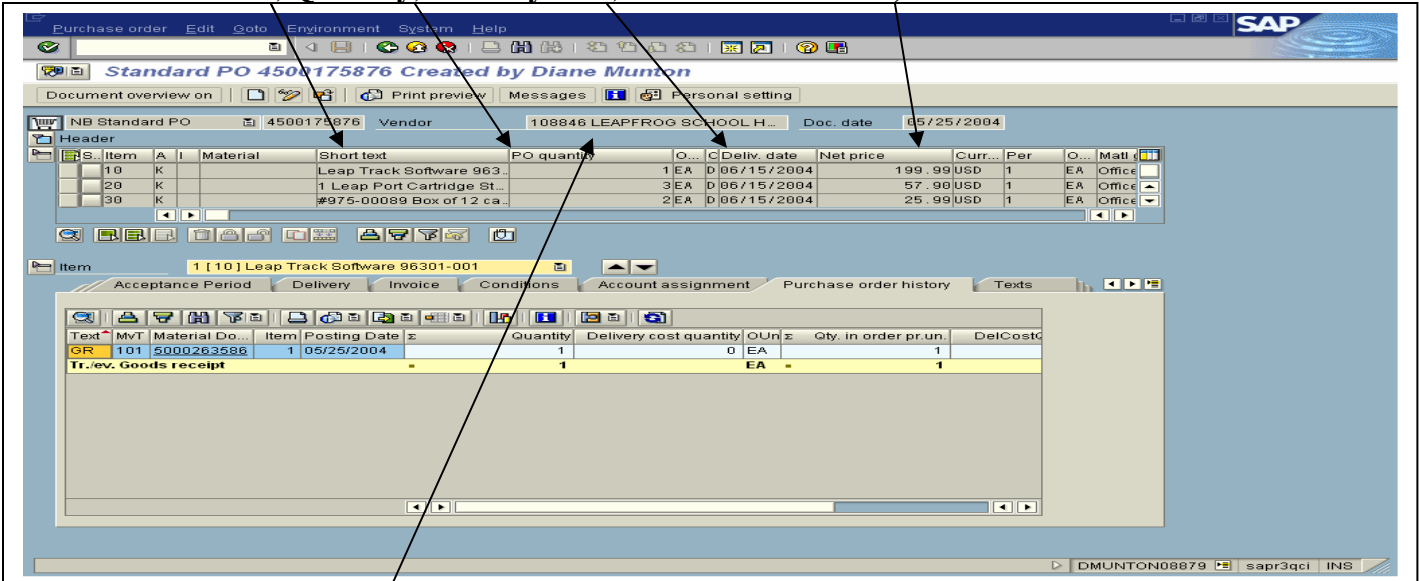 Purchase order Edit Goto Environment System Help
SAP
Standard PO 4500175876 Created by Diane Munton
Document overview on Print preview Messages Personal setting
NB Standard PO 4500175876 Vendor 108846 LEAPFROG SCHOOL H... Doc. date 05/25/2004
Header
S.. Item A I Material Short text PO quantity O... C Deliv. date Net price Curr... Per O... Matl
10 K Leap Track Software 963.. 1 EA D 06/15/2004 199.99 USD 1 EA Office
20 K 1 Leap Port Cartridge St... 3 EA D 06/15/2004 57.90 USD 1 EA Office
30 K #975-00089 Box of 12 ca.. 2 EA D 06/15/2004 25.99 USD 1 EA Office
Item 1 [ 10 ] Leap Track Software 96301-001
Acceptance Period Delivery Invoice Conditions Account assignment Purchase order history Texts
Text MvT Material Do... Item Posting Date Σ Quantity Delivery cost quantity OUn Σ Qty. in order pr.un. DelCostQ
GR 101 5000263586 1 05/25/2004 1 0 EA 1
Tr./ev. Goods receipt 1 EA 1
DMUNTON08879 sapr3qci INS